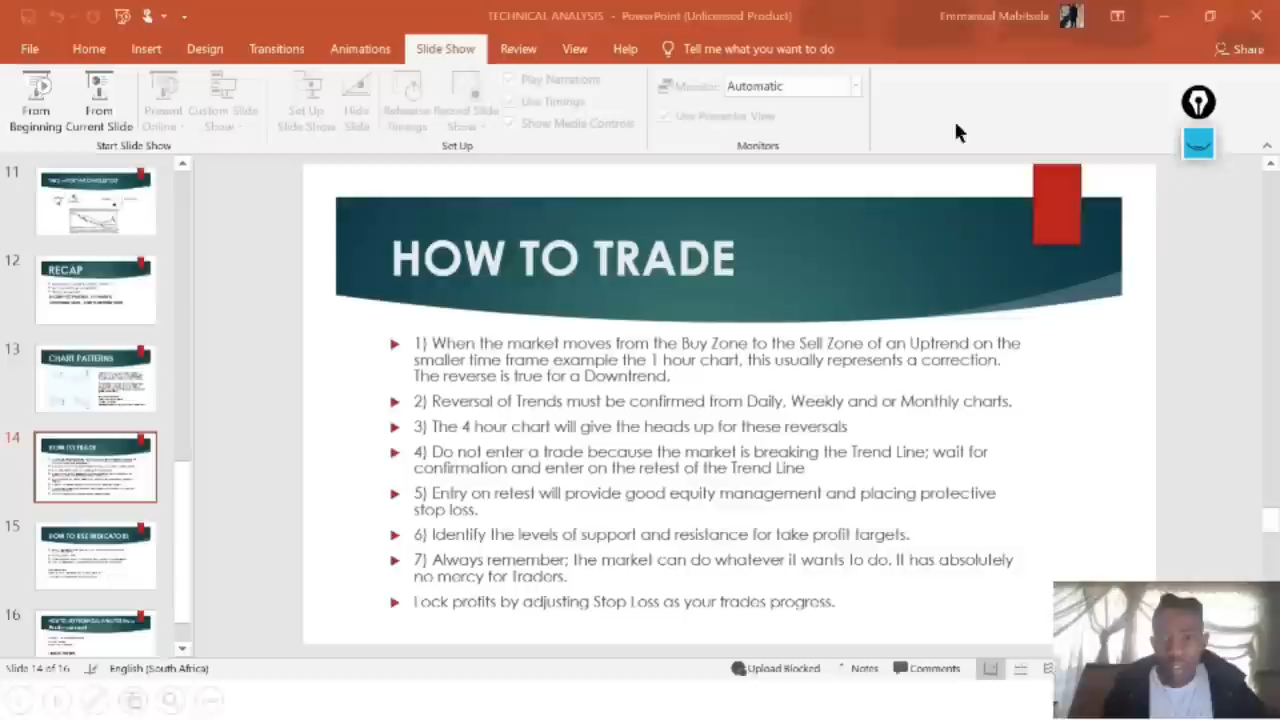 TECHNICAL ANALYSIS - PowerPoint (Unlicensed Product)
Emmanuel Mabitsela
File Home Insert Design Transitions Animations Slide Show Review View Help Tell me what you want to do
Share
From Beginning
From Current Slide
Present Online
Custom Slide Show
Set Up Slide Show
Hide Slide
Rehearse Timings
Record Slide Show
Play Narrations
Use Timings
Show Media Controls
Monitor: Automatic
Use Presenter View
Start Slide Show
Set Up
Monitors
11
12
RECAP
13
CHART PATTERNS
14
HOW TO TRADE
15
HOW TO USE INDICATORS
16
HOW TO TRADE
1) When the market moves from the Buy Zone to the Sell Zone of an Uptrend on the
smaller time frame example the 1 hour chart, this usually represents a correction.
The reverse is true for a Downtrend.
2) Reversal of Trends must be confirmed from Daily, Weekly and or Monthly charts.
3) The 4 hour chart will give the heads up for these reversals
4) Do not enter a trade because the market is breaking the Trend Line; wait for
confirmation and enter on the retest of the Trend Line
5) Entry on retest will provide good equity management and placing protective
stop loss.
6) Identify the levels of support and resistance for take profit targets.
7) Always remember; the market can do whatever it wants to do. It has absolutely
no mercy for Traders.
Lock profits by adjusting Stop Loss as your trades progress.
Slide 14 of 16
English (South Africa)
Upload Blocked
Notes
Comments